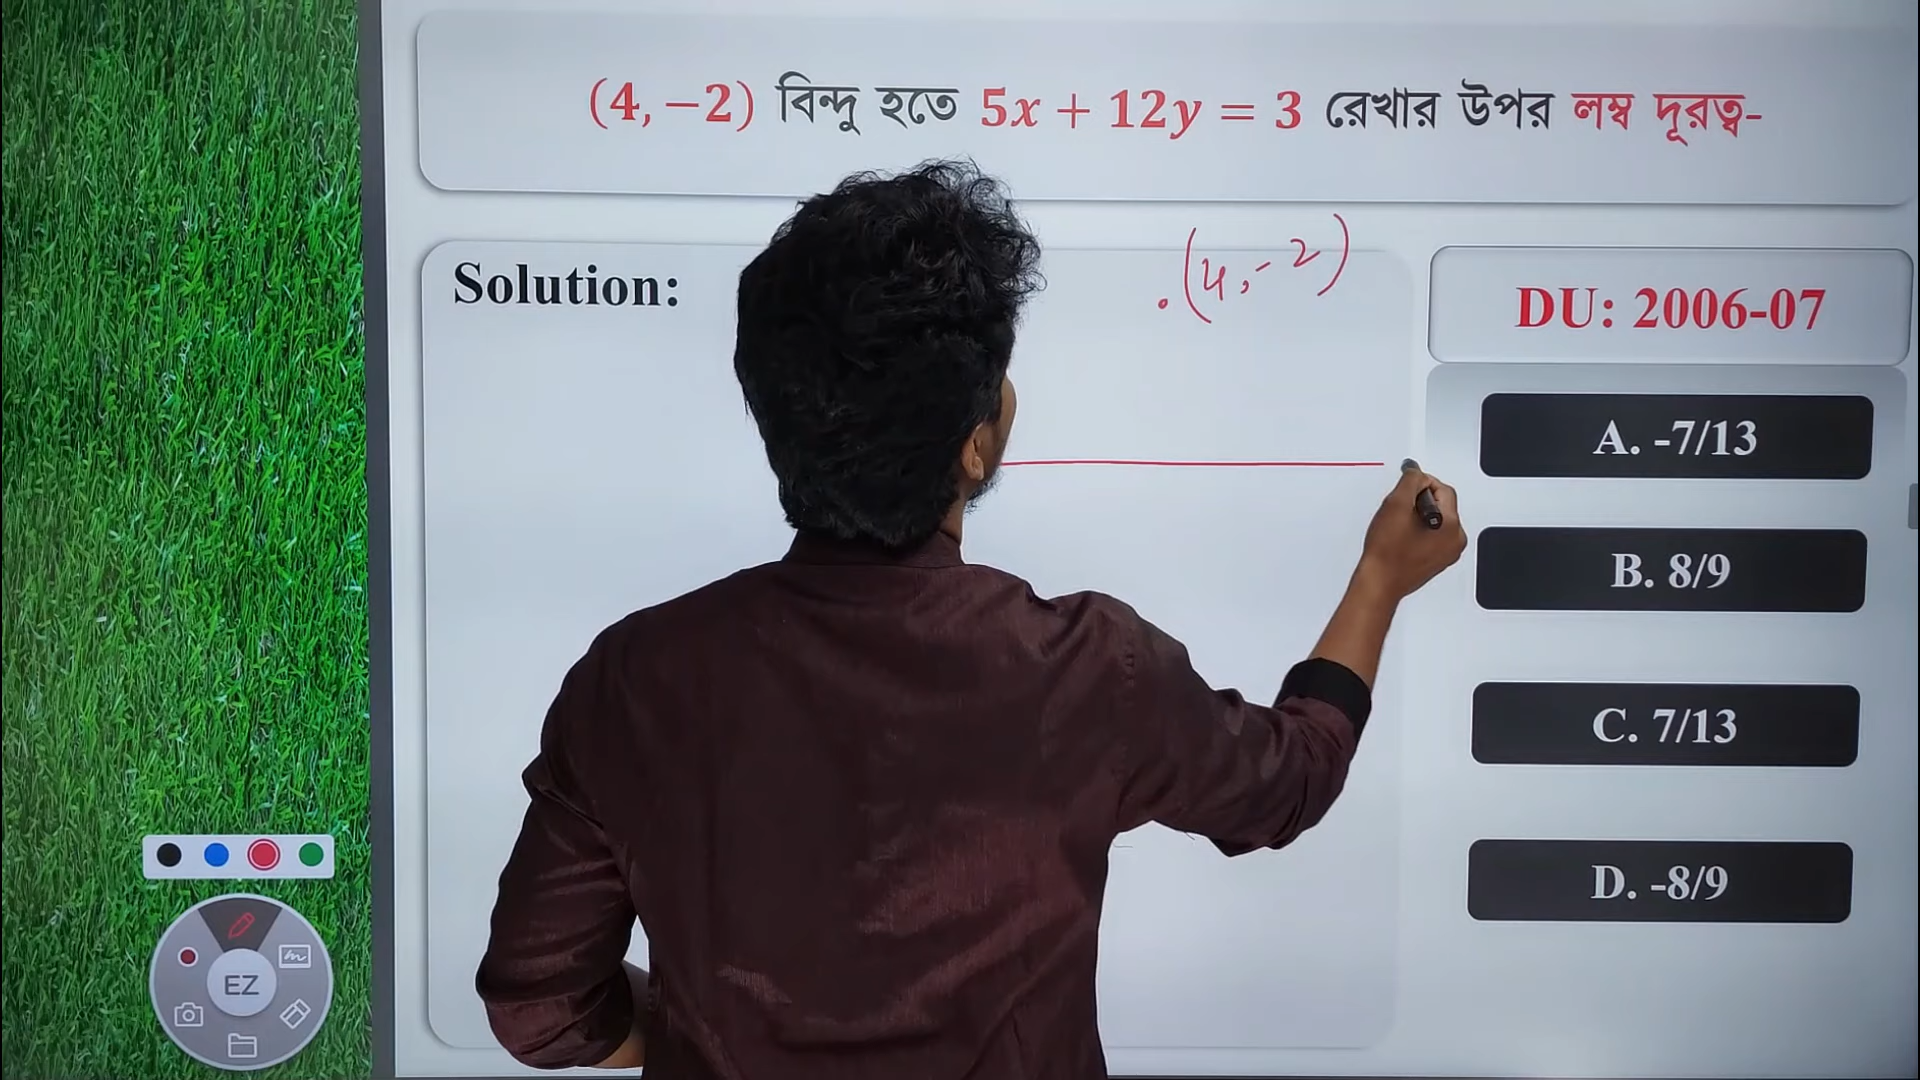 (4, −2) বিন্দু হতে 5x + 12y = 3 রেখার উপর লম্ব দূরত্ব-
Solution:
.(4, -2)
DU: 2006-07
A. -7/13
B. 8/9
C. 7/13
D. -8/9
EZ